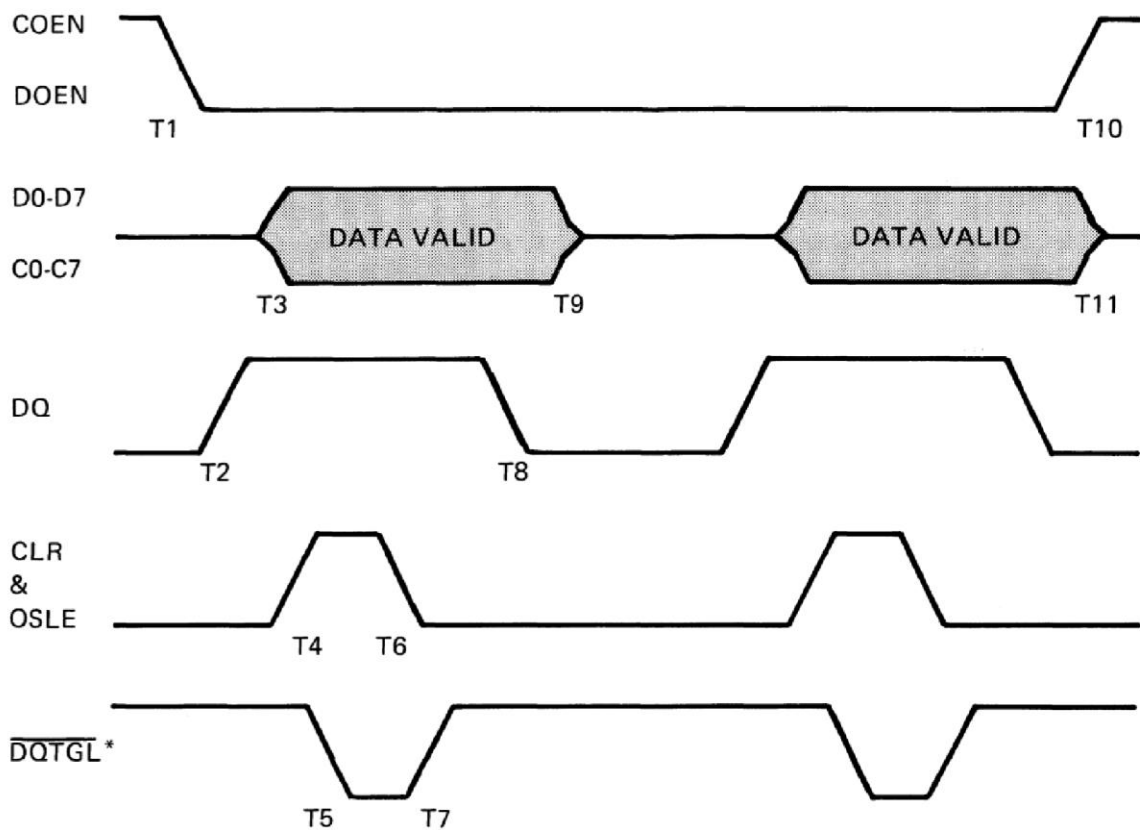 COEN
DOEN
T1
T10
D0-D7
C0-C7
DATA VALID
DATA VALID
T3
T9
T11
DQ
T2
T8
CLR
&
OSLE
T4
T6
DQTGL*
T5
T7